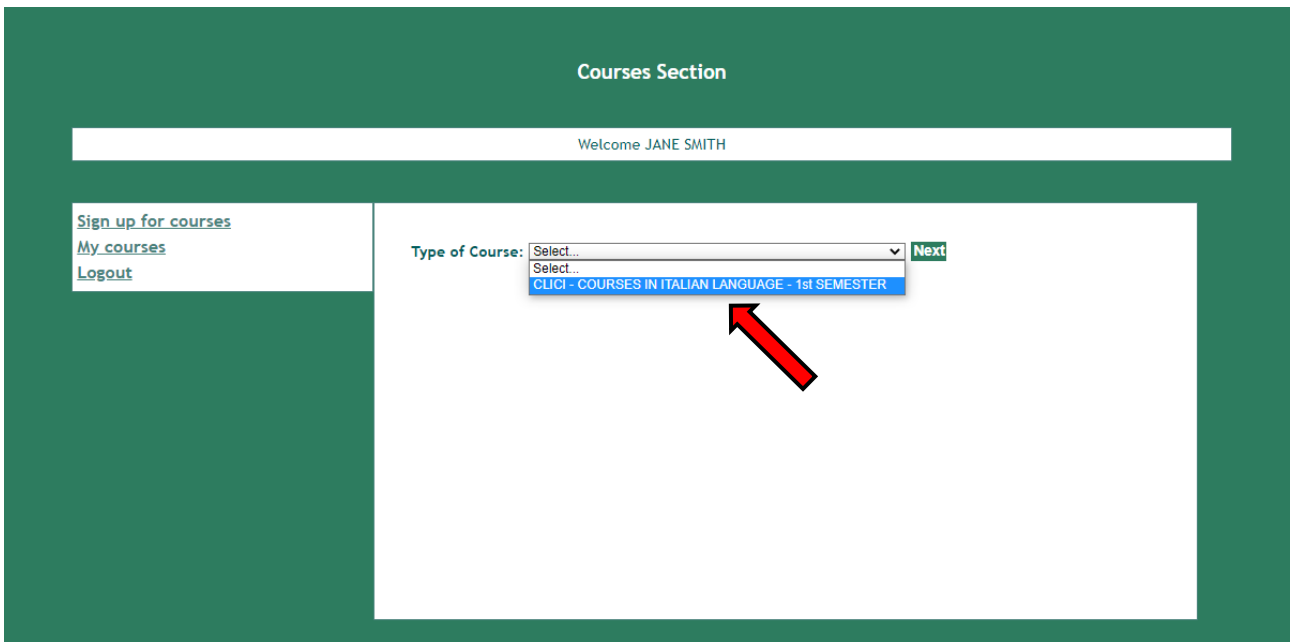 Courses Section
Welcome JANE SMITH
Sign up for courses
My courses
Logout
Type of Course: Select... Next
Select...
CLICI - COURSES IN ITALIAN LANGUAGE - 1st SEMESTER